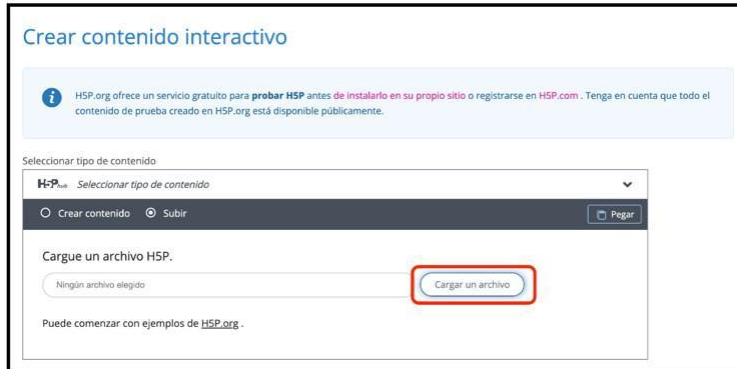 Crear contenido interactivo
H5P.org ofrece un servicio gratuito para probar H5P antes de instalarlo en su propio sitio o registrarse en H5P.com . Tenga en cuenta que todo el
contenido de prueba creado en H5P.org está disponible públicamente.
Seleccionar tipo de contenido
H5P hub Seleccionar tipo de contenido
Crear contenido Subir Pegar
Cargue un archivo H5P.
Ningún archivo elegido Cargar un archivo
Puede comenzar con ejemplos de H5P.org .